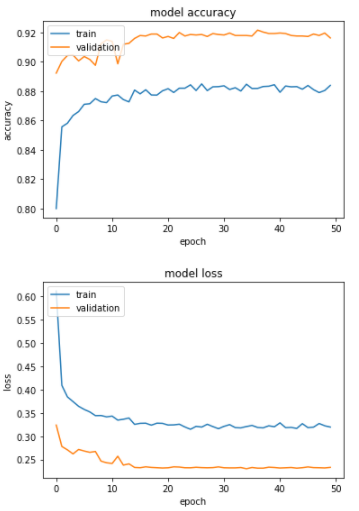 model accuracy
train
validation
0.92
0.90
0.88
0.86
0.84
0.82
0.80
accuracy
0
10
20
30
40
50
epoch
model loss
train
validation
0.60
0.55
0.50
0.45
0.40
0.35
0.30
0.25
loss
0
10
20
30
40
50
epoch